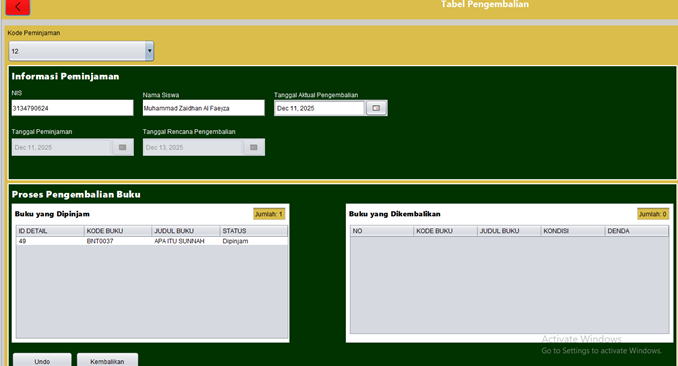 Tabel Pengembalian
Kode Peminjaman
12
Informasi Peminjaman
NIS Nama Siswa Tanggal Aktual Pengembalian
3134790624 Muhammad Zaidhan Al Faeyza Dec 11, 2025
Tanggal Peminjaman Tanggal Rencana Pengembalian
Dec 11, 2025 Dec 13, 2025
Proses Pengembalian Buku
Buku yang Dipinjam Jumlah: 1
ID DETAIL KODE BUKU JUDUL BUKU STATUS
49 BNT0037 APA ITU SUNNAH Dipinjam
Buku yang Dikembalikan Jumlah: 0
NO KODE BUKU JUDUL BUKU KONDISI DENDA
Undo Kembalikan
Activate Windows
Go to Settings to activate Windows.